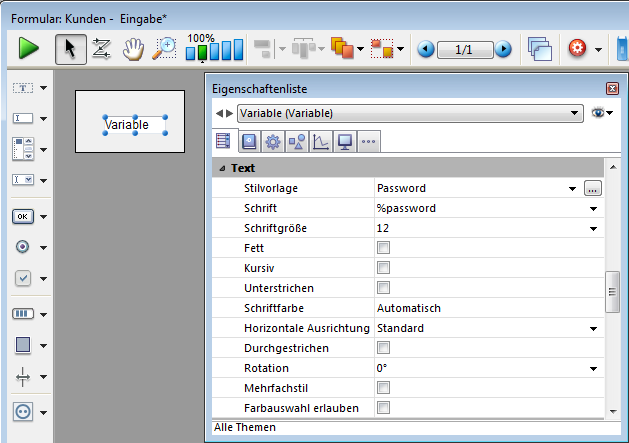 Formular: Kunden - Eingabe*
100%
1/1
T
OK
Variable
Eigenschaftenliste
Variable (Variable)
Text
Stilvorlage Password ...
Schrift %password
Schriftgröße 12
Fett
Kursiv
Unterstrichen
Schriftfarbe Automatisch
Horizontale Ausrichtung Standard
Durchgestrichen
Rotation 0°
Mehrfachstil
Farbauswahl erlauben
Alle Themen